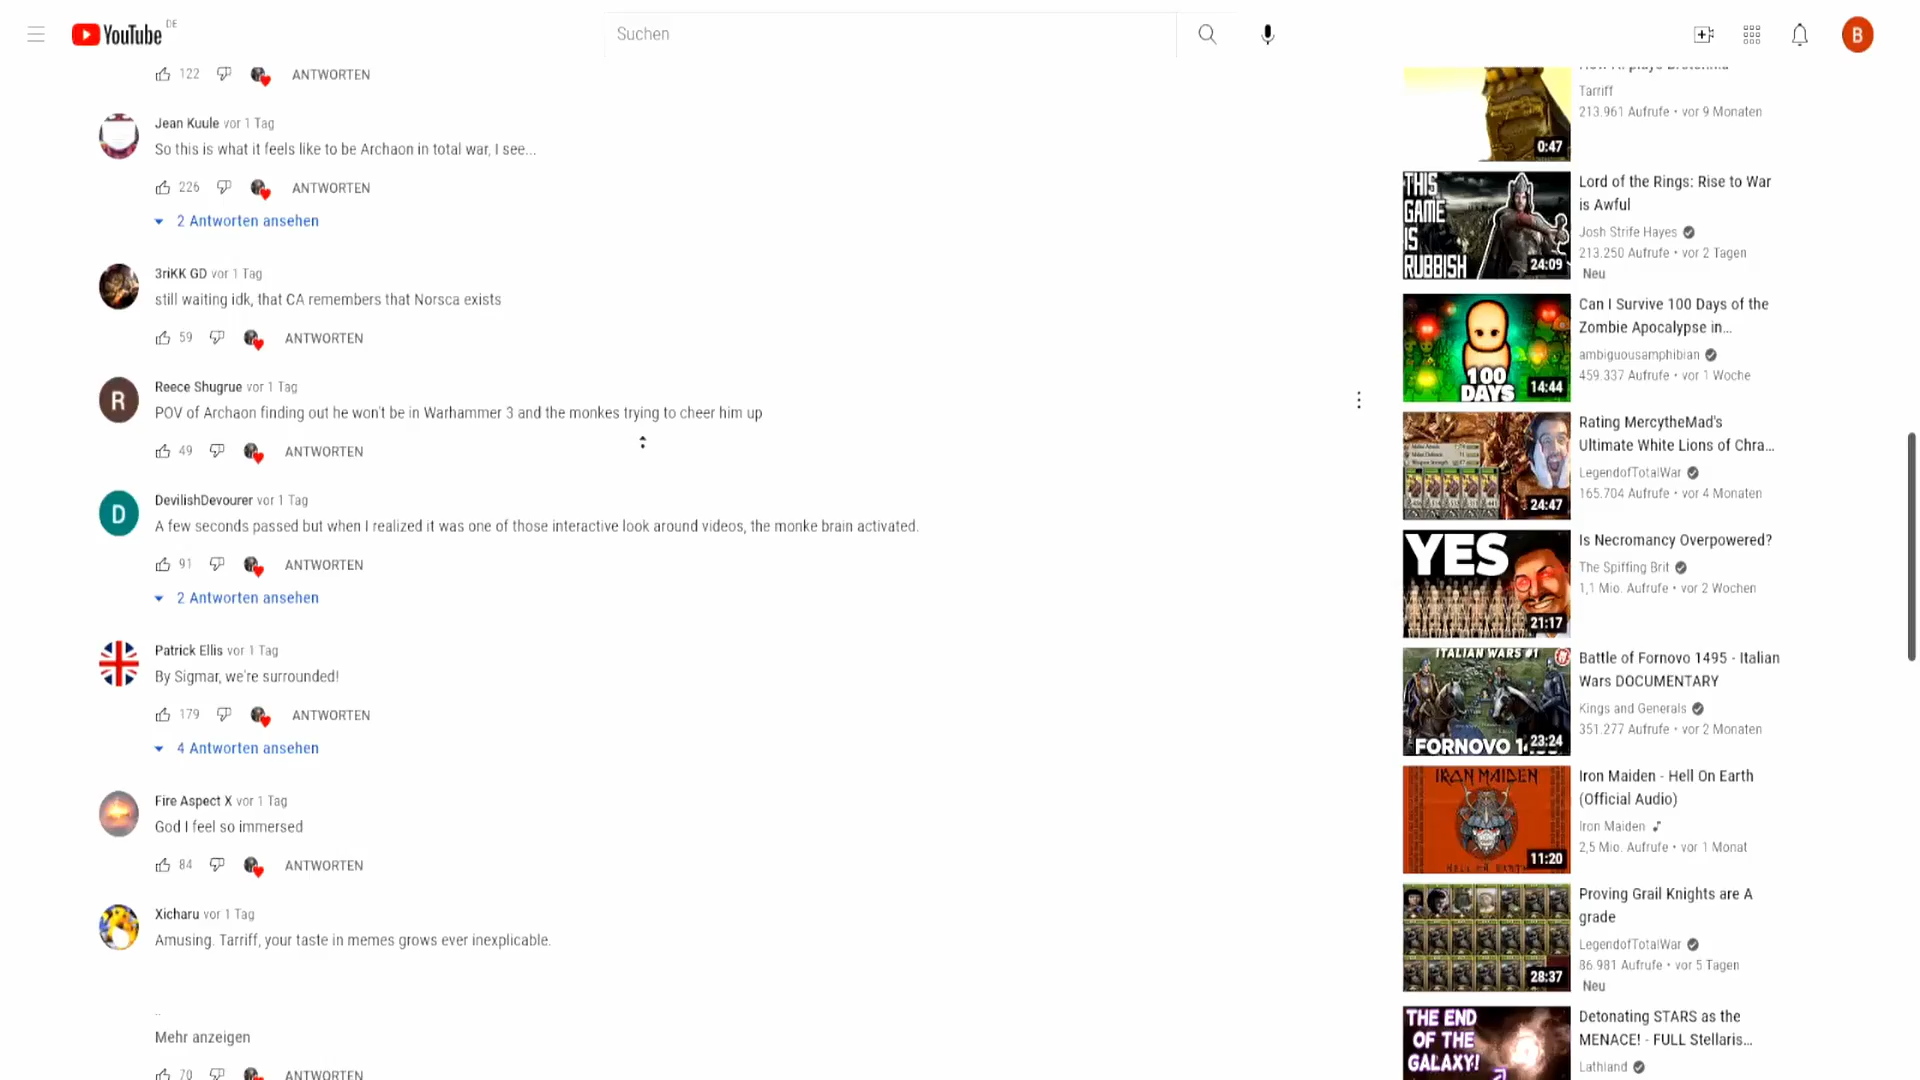 YouTube DE
Suchen
B
122 ANTWORTEN
Jean Kuule vor 1 Tag
So this is what it feels like to be Archaon in total war, I see...
226 ANTWORTEN
2 Antworten ansehen
3riKK GD vor 1 Tag
still waiting idk, that CA remembers that Norsca exists
59 ANTWORTEN
R
Reece Shugrue vor 1 Tag
POV of Archaon finding out he won't be in Warhammer 3 and the monkes trying to cheer him up
49 ANTWORTEN
D
DevilishDevourer vor 1 Tag
A few seconds passed but when I realized it was one of those interactive look around videos, the monke brain activated.
91 ANTWORTEN
2 Antworten ansehen
Patrick Ellis vor 1 Tag
By Sigmar, we're surrounded!
179 ANTWORTEN
4 Antworten ansehen
Fire Aspect X vor 1 Tag
God I feel so immersed
84 ANTWORTEN
Xicharu vor 1 Tag
Amusing. Tarriff, your taste in memes grows ever inexplicable.
..
Mehr anzeigen
70 ANTWORTEN
Tarriff
213.961 Aufrufe • vor 9 Monaten
0:47
THIS
GAME
IS
RUBBISH
24:09
Lord of the Rings: Rise to War
is Awful
Josh Strife Hayes
213.250 Aufrufe • vor 2 Tagen
Neu
100
DAYS
14:44
Can I Survive 100 Days of the
Zombie Apocalypse in...
ambiguousamphibian
459.337 Aufrufe • vor 1 Woche
24:47
Rating MercytheMad's
Ultimate White Lions of Chra...
LegendofTotalWar
165.704 Aufrufe • vor 4 Monaten
YES
21:17
Is Necromancy Overpowered?
The Spiffing Brit
1,1 Mio. Aufrufe • vor 2 Wochen
ITALIAN WARS #1
FORNOVO
23:24
Battle of Fornovo 1495 - Italian
Wars DOCUMENTARY
Kings and Generals
351.277 Aufrufe • vor 2 Monaten
IRON MAIDEN
HELL ON EARTH
11:20
Iron Maiden - Hell On Earth
(Official Audio)
Iron Maiden
2,5 Mio. Aufrufe • vor 1 Monat
28:37
Proving Grail Knights are A
grade
LegendofTotalWar
86.981 Aufrufe • vor 5 Tagen
Neu
THE END
OF THE
GALAXY!
Detonating STARS as the
MENACE! - FULL Stellaris...
Lathland